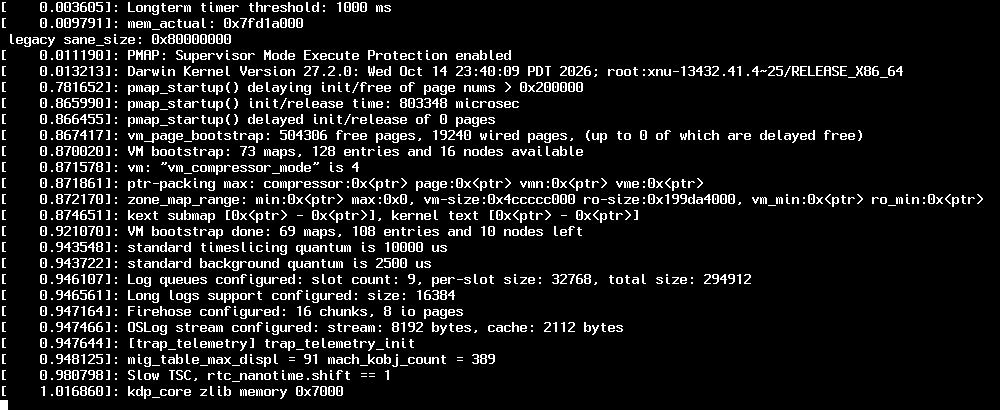 [    0.003605]: Longterm timer threshold: 1000 ms
[    0.009791]: mem_actual: 0x7fd1a000
 legacy sane_size: 0x80000000
[    0.011190]: PMAP: Supervisor Mode Execute Protection enabled
[    0.013213]: Darwin Kernel Version 27.2.0: Wed Oct 14 23:40:09 PDT 2026; root:xnu-13432.41.4~25/RELEASE_X86_64
[    0.781652]: pmap_startup() delaying init/free of page nums > 0x200000
[    0.865990]: pmap_startup() init/release time: 803348 microsec
[    0.866455]: pmap_startup() delayed init/release of 0 pages
[    0.867417]: vm_page_bootstrap: 504306 free pages, 19240 wired pages, (up to 0 of which are delayed free)
[    0.870020]: VM bootstrap: 73 maps, 128 entries and 16 nodes available
[    0.871578]: vm: "vm_compressor_mode" is 4
[    0.871861]: ptr-packing max: compressor:0x<ptr> page:0x<ptr> vmn:0x<ptr> vme:0x<ptr>
[    0.872170]: zone_map_range: min:0x<ptr> max:0x0, vm-size:0x4ccccc000 ro-size:0x199da4000, vm_min:0x<ptr> ro_min:0x<ptr>
[    0.874651]: kext submap [0x<ptr> - 0x<ptr>], kernel text [0x<ptr> - 0x<ptr>]
[    0.921070]: VM bootstrap done: 69 maps, 108 entries and 10 nodes left
[    0.943548]: standard timeslicing quantum is 10000 us
[    0.943722]: standard background quantum is 2500 us
[    0.946107]: Log queues configured: slot count: 9, per-slot size: 32768, total size: 294912
[    0.946561]: Long logs support configured: size: 16384
[    0.947164]: Firehose configured: 16 chunks, 8 io pages
[    0.947466]: OSLog stream configured: stream: 8192 bytes, cache: 2112 bytes
[    0.947644]: [trap_telemetry] trap_telemetry_init
[    0.948125]: mig_table_max_displ = 91 mach_kobj_count = 389
[    0.980798]: Slow TSC, rtc_nanotime.shift == 1
[    1.016860]: kdp_core zlib memory 0x7000